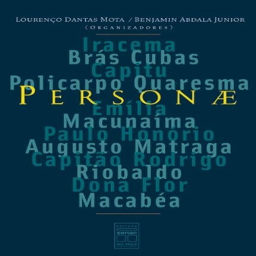 Lourenço Dantas Mota / Benjamin Abdala Junior
(Organizadores)
Iracema
Brás Cubas
Capitu
Policarpo Quaresma
PERSONÆ
Emília
Macunaíma
Paulo Honório
Augusto Matraga
Capitão Rodrigo
Riobaldo
Dona Flor
Macabéa